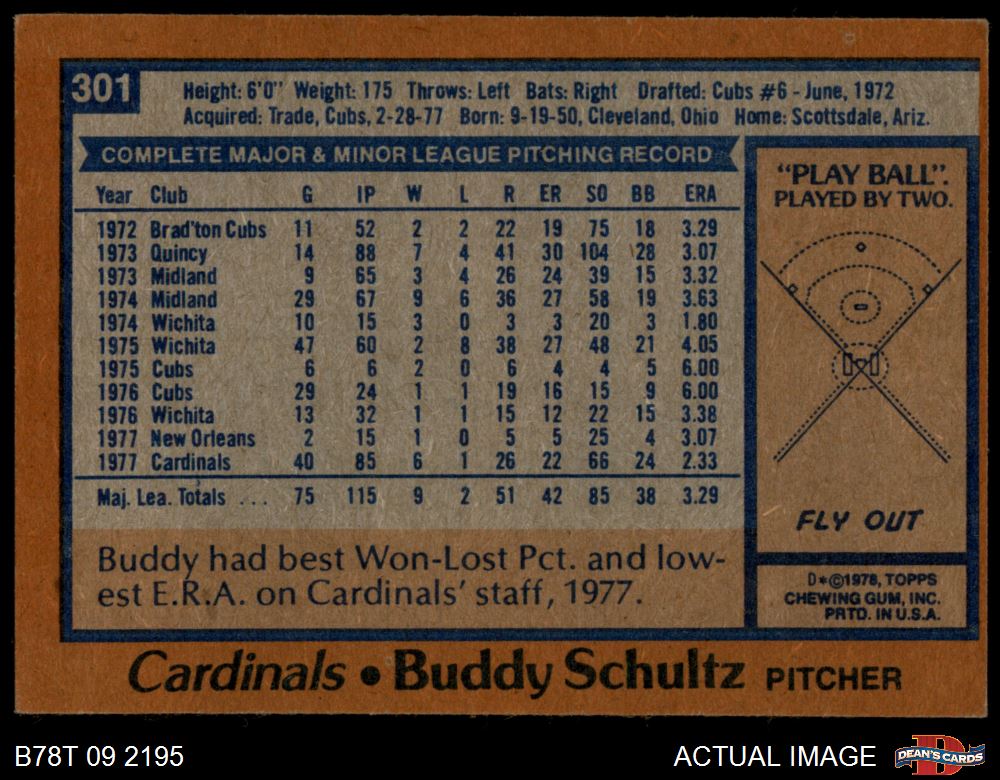 301
Height: 6'0" Weight: 175 Throws: Left Bats: Right Drafted: Cubs #6 - June, 1972
Acquired: Trade, Cubs, 2-28-77 Born: 9-19-50, Cleveland, Ohio Home: Scottsdale, Ariz.
COMPLETE MAJOR & MINOR LEAGUE PITCHING RECORD
Year Club G IP W L R ER SO BB ERA
1972 Brad'ton Cubs 11 52 2 2 22 19 75 18 3.29
1973 Quincy 14 88 7 4 41 30 104 28 3.07
1973 Midland 9 65 3 4 26 24 39 15 3.32
1974 Midland 29 67 9 6 36 27 58 19 3.63
1974 Wichita 10 15 3 0 3 3 20 3 1.80
1975 Wichita 47 60 2 8 38 27 48 21 4.05
1975 Cubs 6 6 2 0 6 4 4 5 6.00
1976 Cubs 29 24 1 1 19 16 15 9 6.00
1976 Wichita 13 32 1 1 15 12 22 15 3.38
1977 New Orleans 2 15 1 0 5 5 25 4 3.07
1977 Cardinals 40 85 6 1 26 22 66 24 2.33
Maj. Lea. Totals ... 75 115 9 2 51 42 85 38 3.29
Buddy had best Won-Lost Pct. and low-
est E.R.A. on Cardinals' staff, 1977.
"PLAY BALL".
PLAYED BY TWO.
FLY OUT
D*©1978, TOPPS
CHEWING GUM, INC.
PRTD. IN U.S.A.
Cardinals • Buddy Schultz PITCHER
B78T 09 2195
ACTUAL IMAGE
D
DEAN'S CARDS